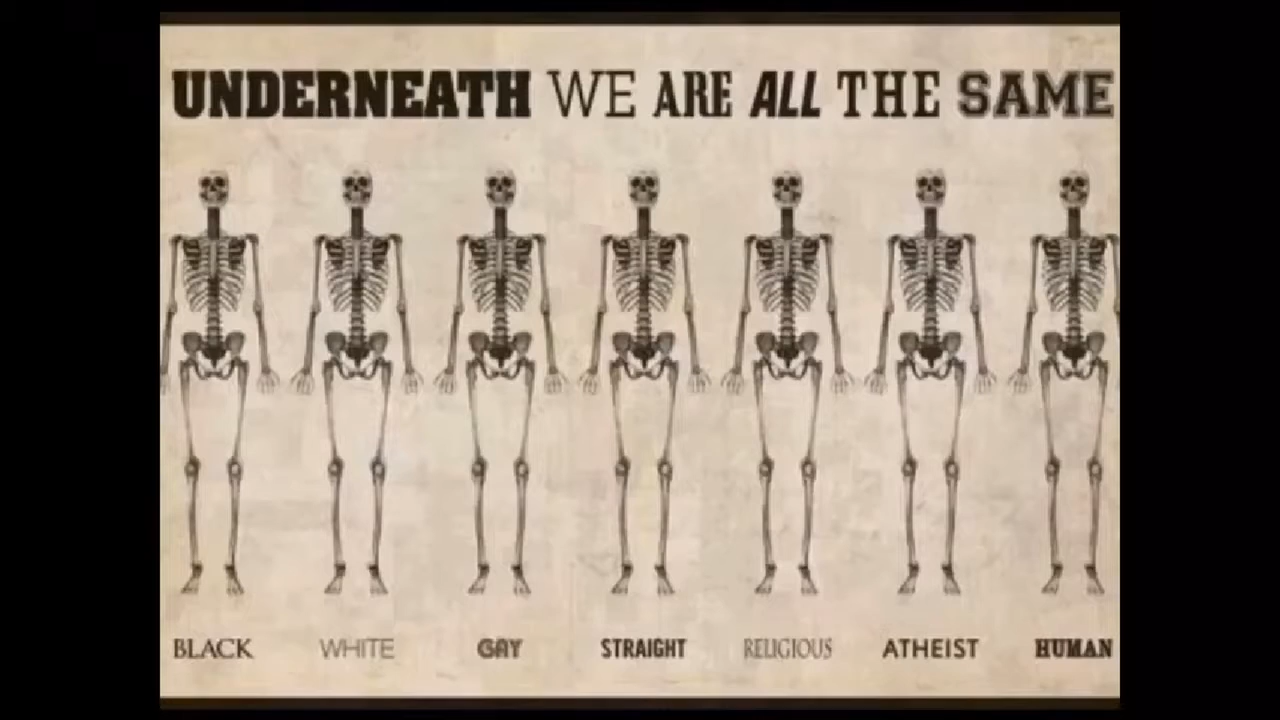 UNDERNEATH WE ARE ALL THE SAME
BLACK WHITE GAY STRAIGHT RELIGIOUS ATHEIST HUMAN